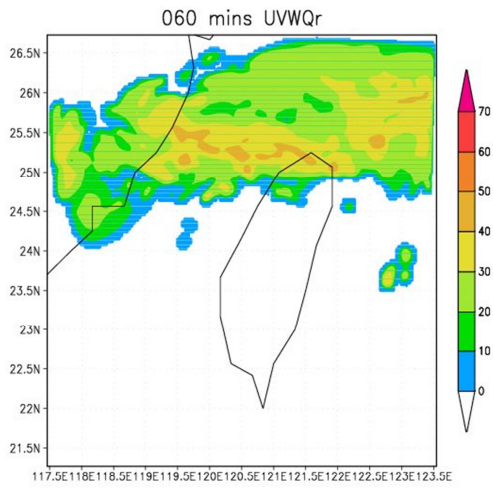 060 mins UVWQr
26.5N
26N
25.5N
25N
24.5N
24N
23.5N
23N
22.5N
22N
21.5N
117.5E118E118.5E119E119.5E120E120.5E121E121.5E122E122.5E123E123.5E
70
60
50
40
30
20
10
0